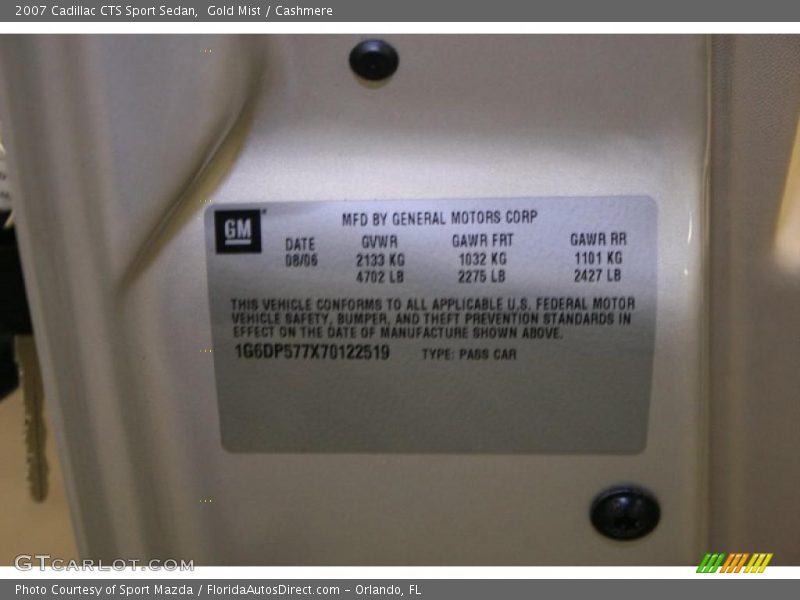 2007 Cadillac CTS Sport Sedan, Gold Mist / Cashmere
GM
MFD BY GENERAL MOTORS CORP
DATE GVWR GAWR FRT GAWR RR
08/06 2133 KG 1032 KG 1101 KG
4702 LB 2275 LB 2427 LB
THIS VEHICLE CONFORMS TO ALL APPLICABLE U.S. FEDERAL MOTOR
VEHICLE SAFETY, BUMPER, AND THEFT PREVENTION STANDARDS IN
EFFECT ON THE DATE OF MANUFACTURE SHOWN ABOVE.
1G6DP577X70122519 TYPE: PASS CAR
GTCARLOT.COM
Photo Courtesy of Sport Mazda / FloridaAutosDirect.com – Orlando, FL